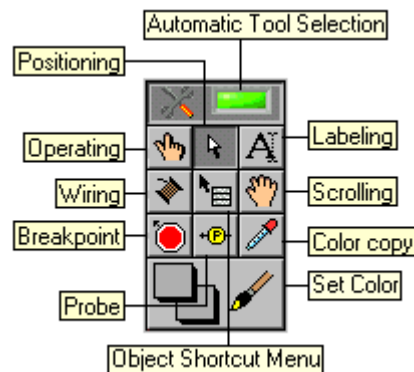 Automatic Tool Selection
Positioning
Operating
Labeling
A
Wiring
Scrolling
Breakpoint
P
Color copy
Probe
Set Color
Object Shortcut Menu